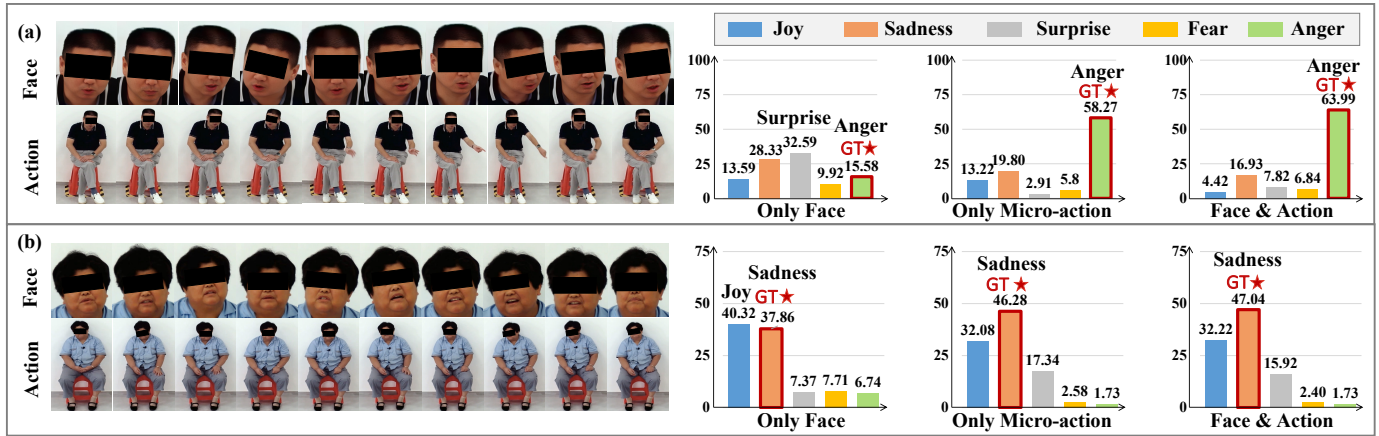 (a)
Face
Action
Joy
Sadness
Surprise
Fear
Anger
100
75
50
25
0
13.59
28.33
Surprise
32.59
9.92
Anger
GT★
15.58
Only Face
100
75
50
25
0
13.22
19.80
2.91
5.8
Anger
GT★
58.27
Only Micro-action
100
75
50
25
0
4.42
16.93
7.82
6.84
Anger
GT★
63.99
Face & Action
(b)
Face
Action
75
50
25
0
Joy
40.32
Sadness
GT★
37.86
7.37
7.71
6.74
Only Face
75
50
25
0
32.08
Sadness
GT★
46.28
17.34
2.58
1.73
Only Micro-action
75
50
25
0
32.22
Sadness
GT★
47.04
15.92
2.40
1.73
Face & Action